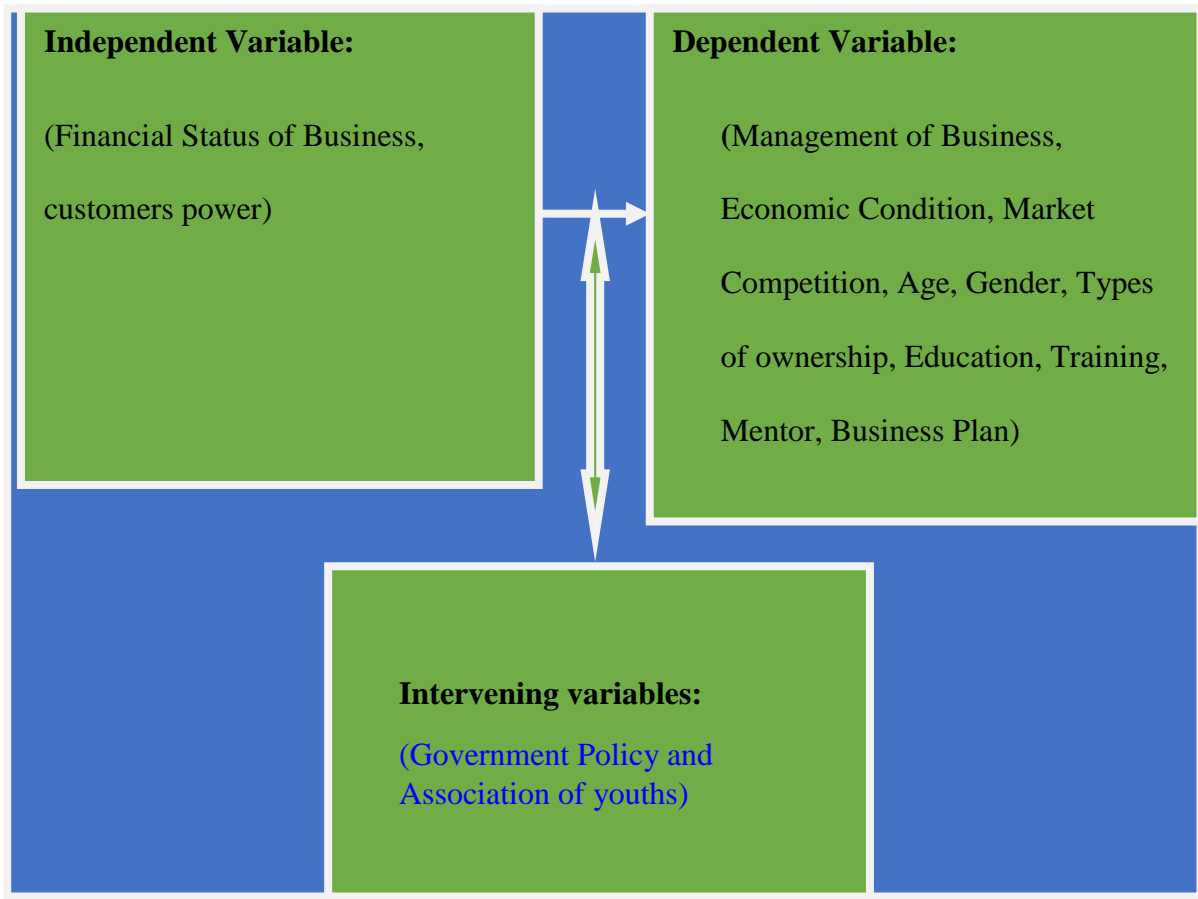 Independent Variable:
(Financial Status of Business,
customers power)
Dependent Variable:
(Management of Business,
Economic Condition, Market
Competition, Age, Gender, Types
of ownership, Education, Training,
Mentor, Business Plan)
Intervening variables:
(Government Policy and
Association of youths)